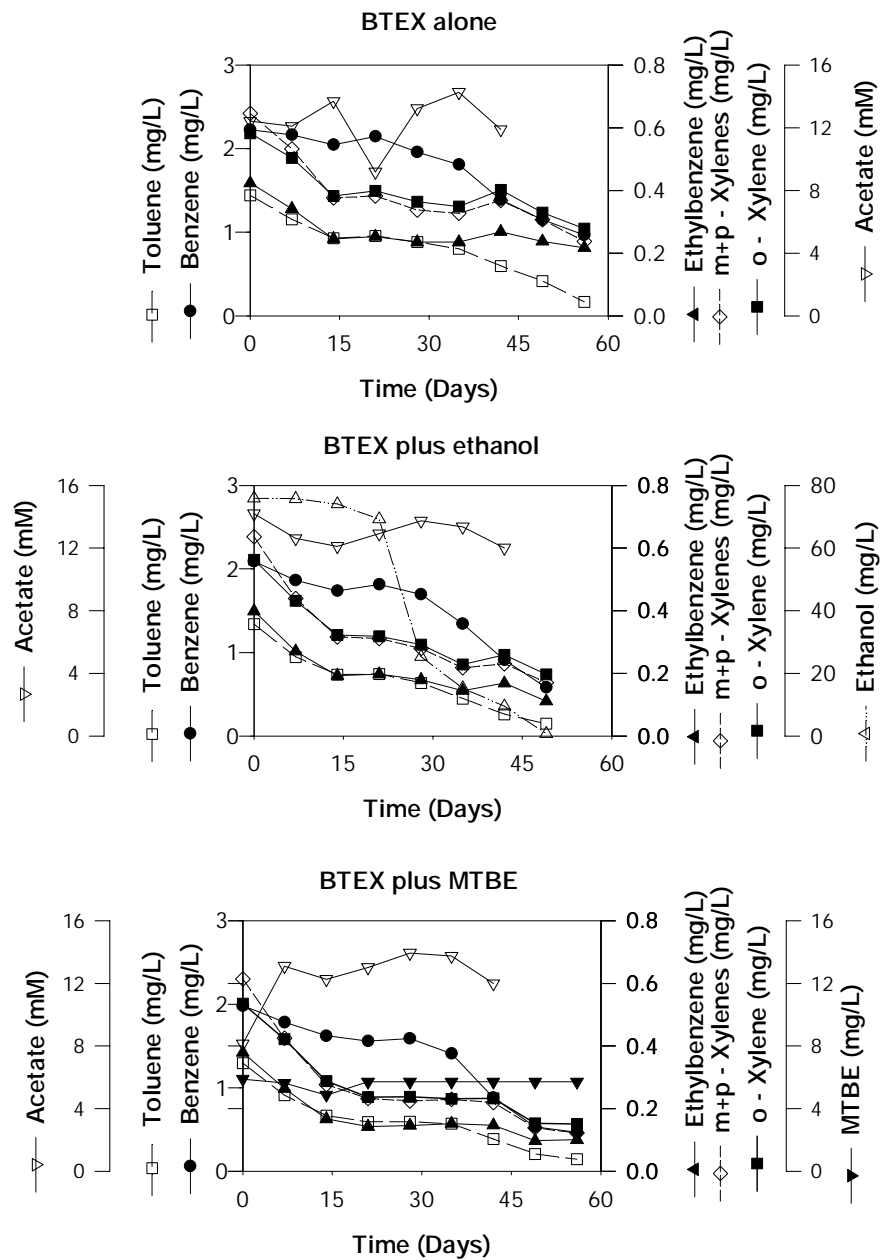 BTEX alone
Toluene (mg/L)
Benzene (mg/L)
3
2
1
0
0.8
0.6
0.4
0.2
0.0
Ethylbenzene (mg/L)
m+p - Xylenes (mg/L)
o - Xylene (mg/L)
16
12
8
4
0
Acetate (mM)
0 15 30 45 60
Time (Days)
BTEX plus ethanol
Acetate (mM)
16
12
8
4
0
Toluene (mg/L)
Benzene (mg/L)
3
2
1
0
0.8
0.6
0.4
0.2
0.0
Ethylbenzene (mg/L)
m+p - Xylenes (mg/L)
o - Xylene (mg/L)
80
60
40
20
0
Ethanol (mg/L)
0 15 30 45 60
Time (Days)
BTEX plus MTBE
Acetate (mM)
16
12
8
4
0
Toluene (mg/L)
Benzene (mg/L)
3
2
1
0
0.8
0.6
0.4
0.2
0.0
Ethylbenzene (mg/L)
m+p - Xylenes (mg/L)
o - Xylene (mg/L)
16
12
8
4
0
MTBE (mg/L)
0 15 30 45 60
Time (Days)